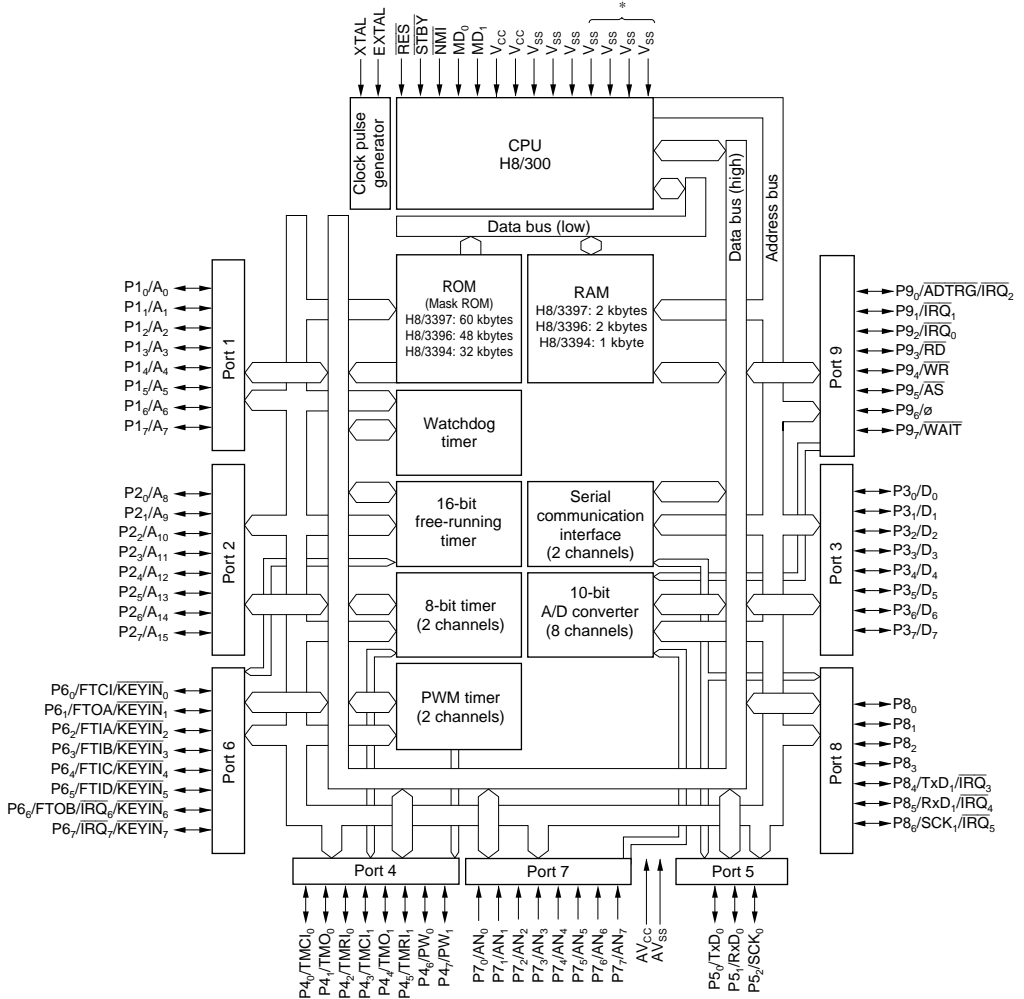 *
XTAL
EXTAL
RES
STBY
NMI
MD0
MD1
VCC
VCC
VSS
VSS
VSS
VSS
VSS
VSS
VSS
Clock pulse
generator
CPU
H8/300
Data bus (low)
Data bus (high)
Address bus
ROM
(Mask ROM)
H8/3397: 60 kbytes
H8/3396: 48 kbytes
H8/3394: 32 kbytes
RAM
H8/3397: 2 kbytes
H8/3396: 2 kbytes
H8/3394: 1 kbyte
Watchdog
timer
16-bit
free-running
timer
Serial
communication
interface
(2 channels)
8-bit timer
(2 channels)
10-bit
A/D converter
(8 channels)
PWM timer
(2 channels)
P10/A0
P11/A1
P12/A2
P13/A3
P14/A4
P15/A5
P16/A6
P17/A7
Port 1
P20/A8
P21/A9
P22/A10
P23/A11
P24/A12
P25/A13
P26/A14
P27/A15
Port 2
P60/FTCI/KEYIN0
P61/FTOA/KEYIN1
P62/FTIA/KEYIN2
P63/FTIB/KEYIN3
P64/FTIC/KEYIN4
P65/FTID/KEYIN5
P66/FTOB/IRQ6/KEYIN6
P67/IRQ7/KEYIN7
Port 6
Port 9
P90/ADTRG/IRQ2
P91/IRQ1
P92/IRQ0
P93/RD
P94/WR
P95/AS
P96/ø
P97/WAIT
Port 3
P30/D0
P31/D1
P32/D2
P33/D3
P34/D4
P35/D5
P36/D6
P37/D7
Port 8
P80
P81
P82
P83
P84/TxD1/IRQ3
P85/RxD1/IRQ4
P86/SCK1/IRQ5
Port 4
P40/TMCI0
P41/TMO0
P42/TMRI0
P43/TMCI1
P44/TMO1
P45/TMRI1
P46/PW0
P47/PW1
Port 7
P70/AN0
P71/AN1
P72/AN2
P73/AN3
P74/AN4
P75/AN5
P76/AN6
P77/AN7
AVCC
AVSS
Port 5
P50/TxD0
P51/RxD0
P52/SCK0